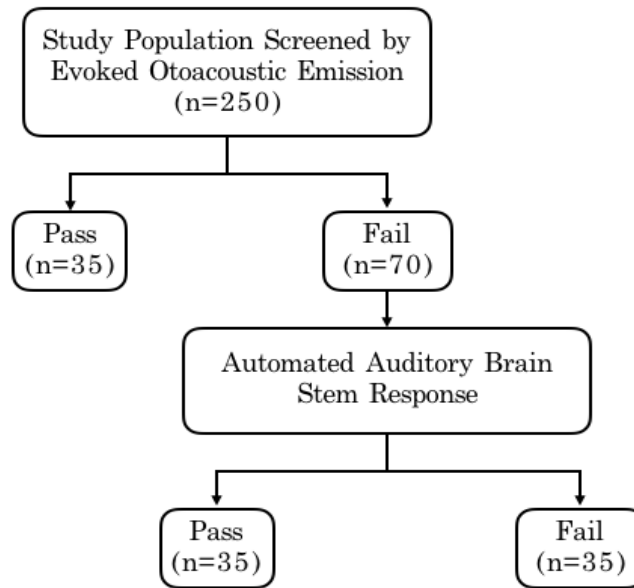 Study Population Screened by
Evoked Otoacoustic Emission
(n=250)
Pass
(n=35)
Fail
(n=70)
Automated Auditory Brain
Stem Response
Pass
(n=35)
Fail
(n=35)